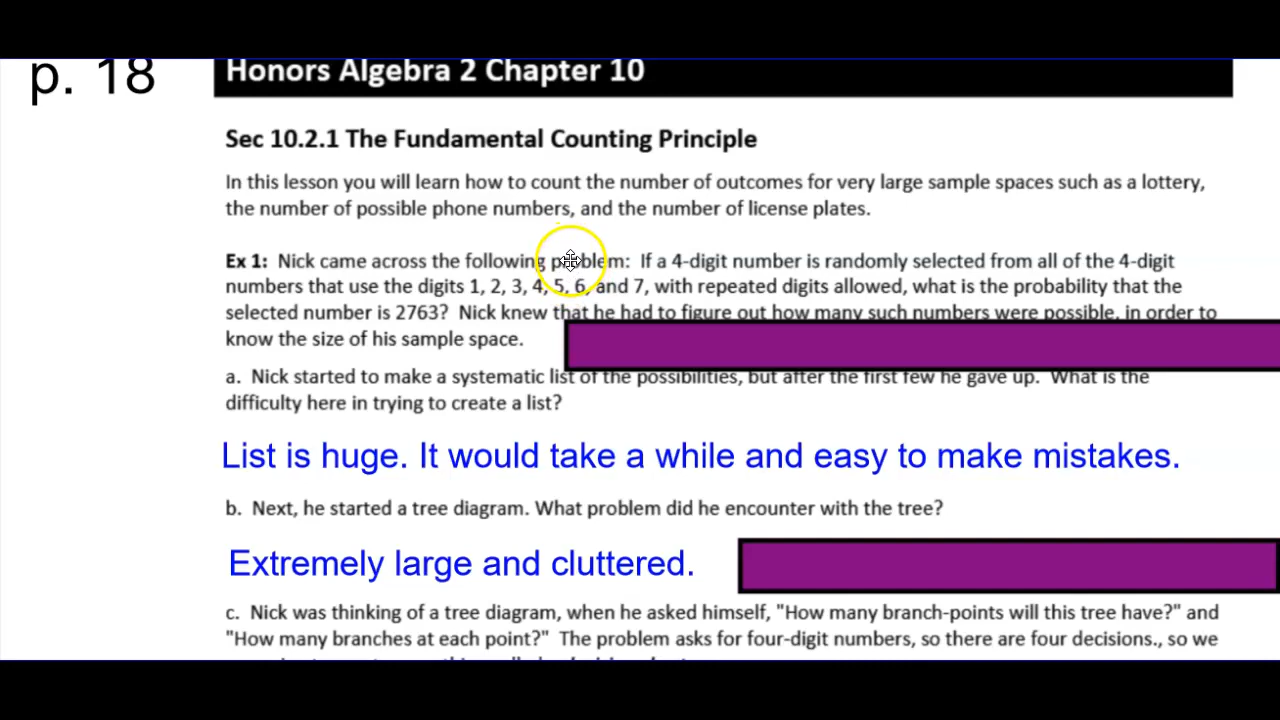 p. 18
Honors Algebra 2 Chapter 10
Sec 10.2.1 The Fundamental Counting Principle
In this lesson you will learn how to count the number of outcomes for very large sample spaces such as a lottery,
the number of possible phone numbers, and the number of license plates.
Ex 1: Nick came across the following problem: If a 4-digit number is randomly selected from all of the 4-digit
numbers that use the digits 1, 2, 3, 4, 5, 6, and 7, with repeated digits allowed, what is the probability that the
selected number is 2763? Nick knew that he had to figure out how many such numbers were possible, in order to
know the size of his sample space.
a. Nick started to make a systematic list of the possibilities, but after the first few he gave up. What is the
difficulty here in trying to create a list?
List is huge. It would take a while and easy to make mistakes.
b. Next, he started a tree diagram. What problem did he encounter with the tree?
Extremely large and cluttered.
c. Nick was thinking of a tree diagram, when he asked himself, "How many branch-points will this tree have?" and
"How many branches at each point?" The problem asks for four-digit numbers, so there are four decisions., so we